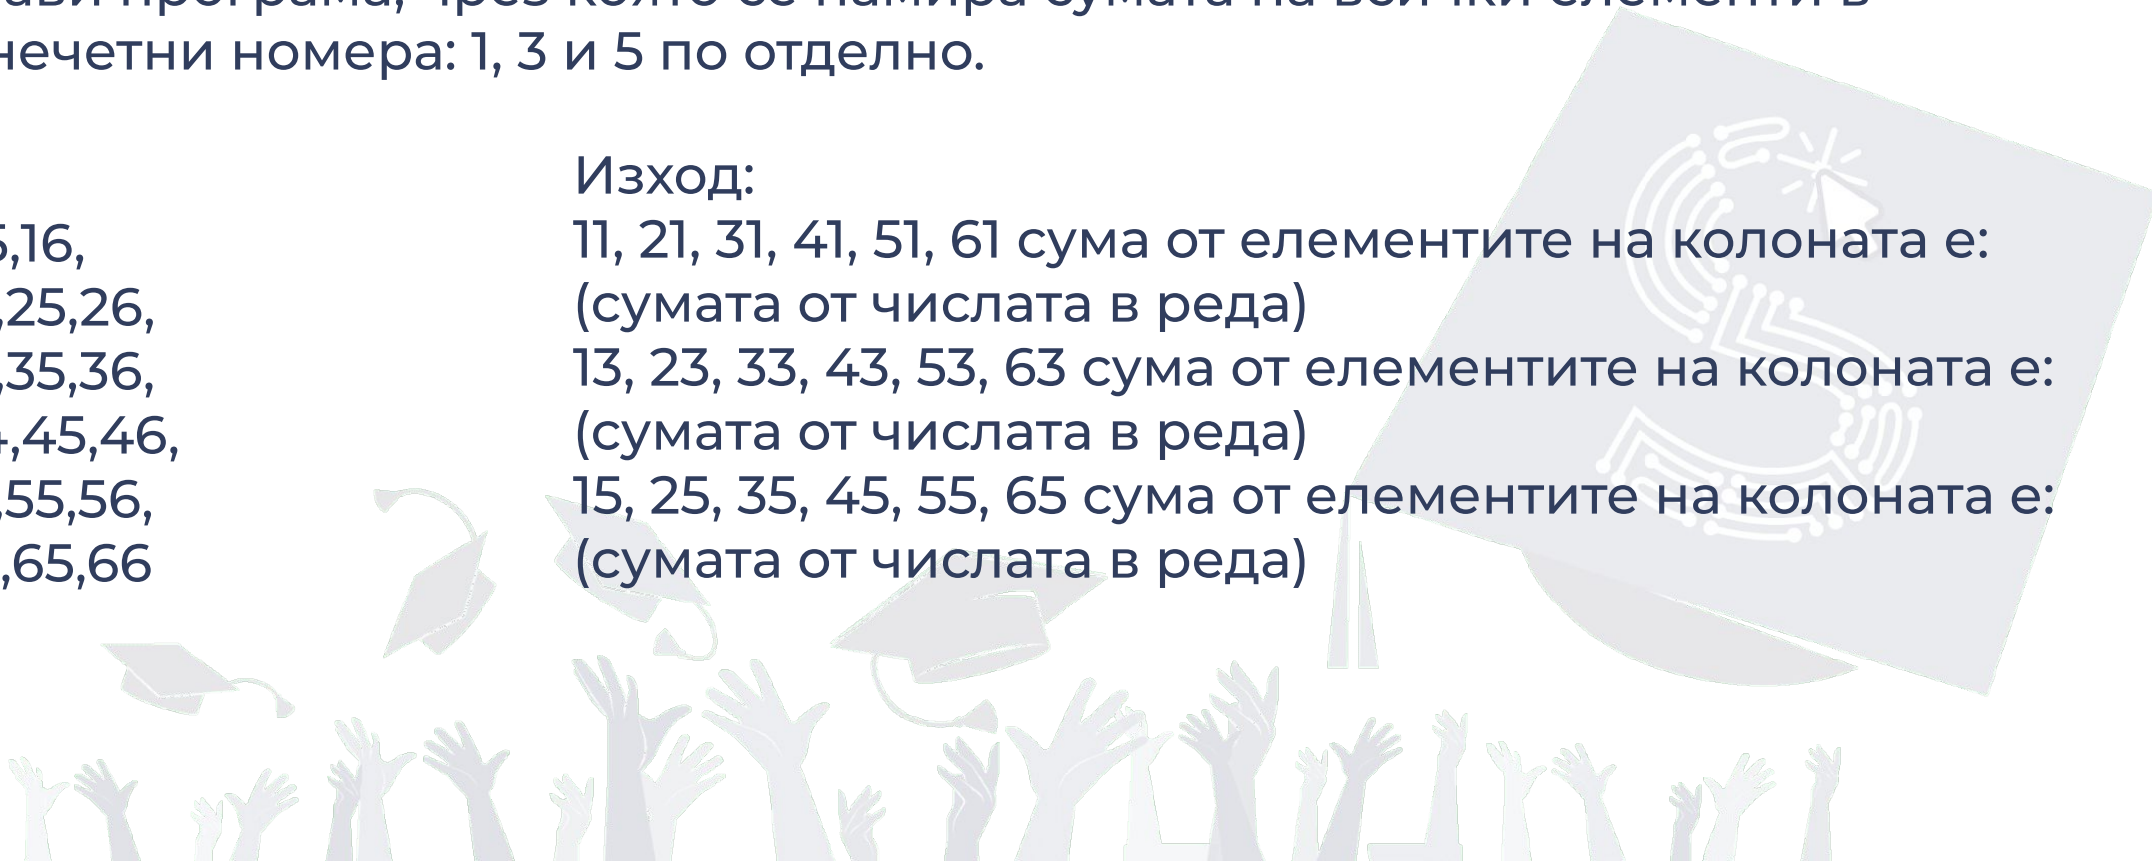 нечетни номера: 1, 3 и 5 по отделно.
Изход:
5,16,
11, 21, 31, 41, 51, 61 сума от елементите на колоната е:
,25,26,
(сумата от числата в реда)
,35,36,
13, 23, 33, 43, 53, 63 сума от елементите на колоната е:
4,45,46,
(сумата от числата в реда)
,55,56,
15, 25, 35, 45, 55, 65 сума от елементите на колоната е:
,65,66
(сумата от числата в реда)